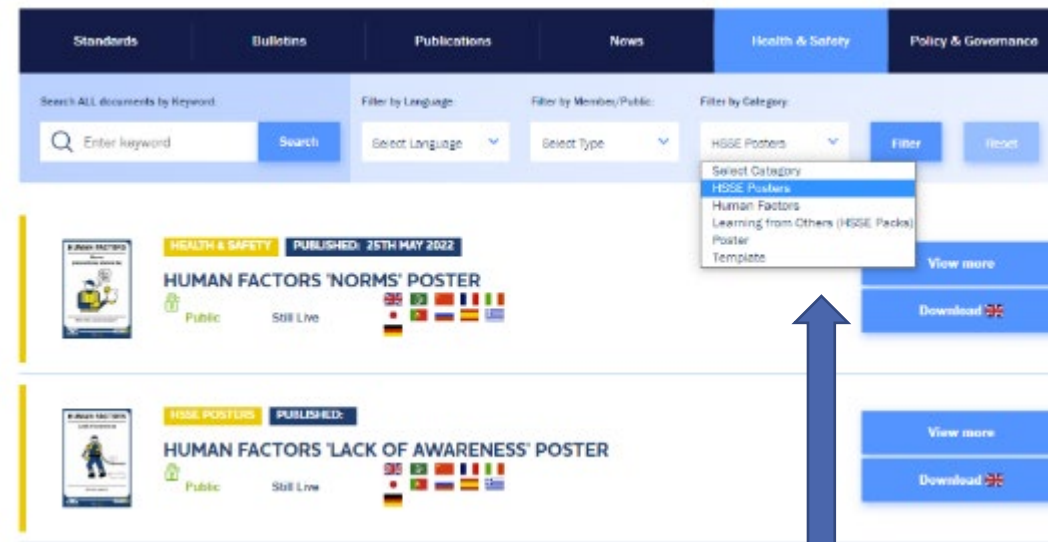 Standards Bulletins Publications News Health & Safety Policy & Governance
Search ALL documents by Keyword: Filter by Language: Filter by Member/Public: Filter by Category:
Enter keyword Search Select Language Select Type HSSE Posters Filter Reset
Select Category
HSSE Posters
Human Factors
Learning from Others (HSSE Packs)
Poster
Template
HEALTH & SAFETY PUBLISHED: 25TH MAY 2022
HUMAN FACTORS 'NORMS' POSTER
Public Still Live
View more
Download
HUMAN FACTORS
HSSE POSTERS PUBLISHED:
HUMAN FACTORS 'LACK OF AWARENESS' POSTER
Public Still Live
View more
Download
HUMAN FACTORS